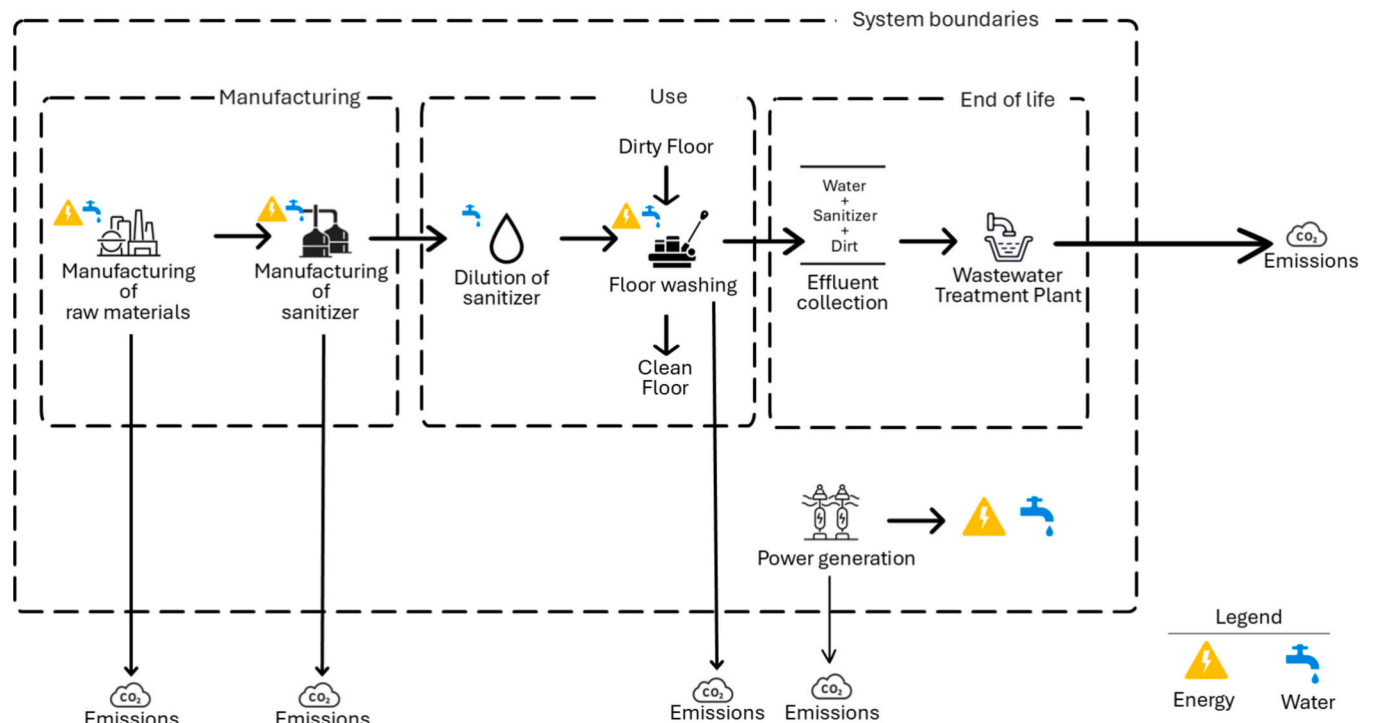 System boundaries
Manufacturing
Use
End of life
Dirty Floor
Manufacturing
of
raw materials
Manufacturing
of
sanitizer
Dilution of
sanitizer
Floor washing
Clean
Floor
Water
+
Sanitizer
+
Dirt
Effluent
collection
Wastewater
Treatment Plant
CO₂
Emissions
Power generation
CO₂
Emissions
CO₂
Emissions
CO₂
Emissions
CO₂
Emissions
Legend
Energy
Water